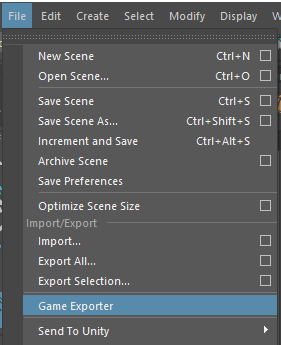 File Edit Create Select Modify Display W
New Scene Ctrl+N
Open Scene... Ctrl+O
Save Scene Ctrl+S
Save Scene As... Ctrl+Shift+S
Increment and Save Ctrl+Alt+S
Archive Scene
Save Preferences
Optimize Scene Size
Import/Export
Import...
Export All...
Export Selection...
Game Exporter
Send To Unity